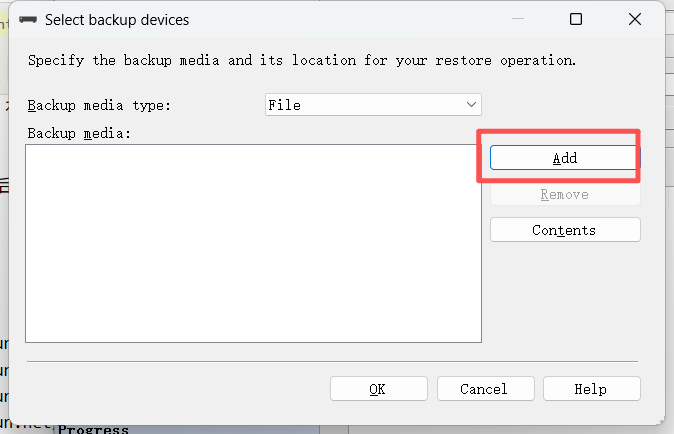 Select backup devices
Specify the backup media and its location for your restore operation.
Backup media type:
File
Backup media:
Add
Remove
Contents
OK
Cancel
Help
Progress